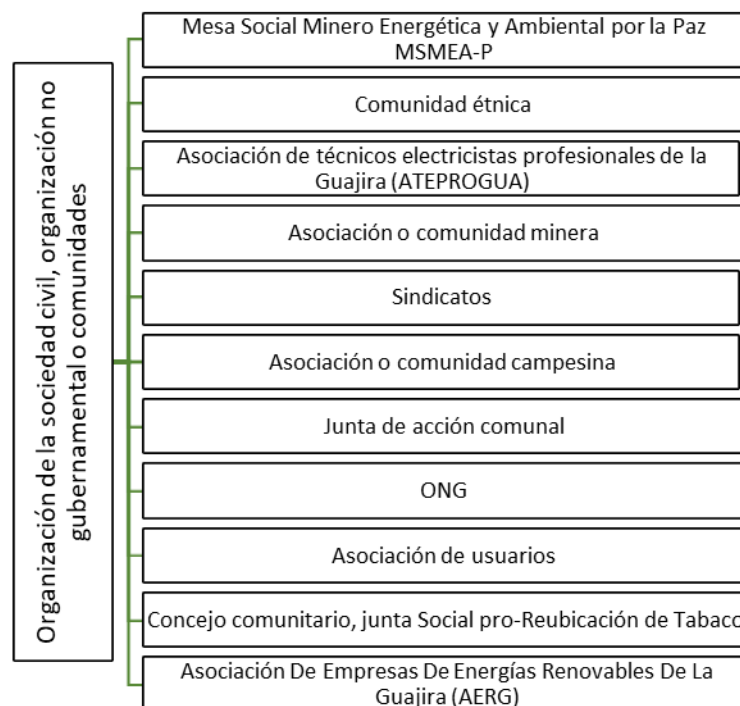 Organización de la sociedad civil, organización no
gubernamental o comunidades
Mesa Social Minero Energética y Ambiental por la Paz
MSMEA-P
Comunidad étnica
Asociación de técnicos electricistas profesionales de la
Guajira (ATEPROGUA)
Asociación o comunidad minera
Sindicatos
Asociación o comunidad campesina
Junta de acción comunal
ONG
Asociación de usuarios
Concejo comunitario, junta Social pro-Reubicación de Tabaco
Asociación De Empresas De Energías Renovables De La
Guajira (AERG)